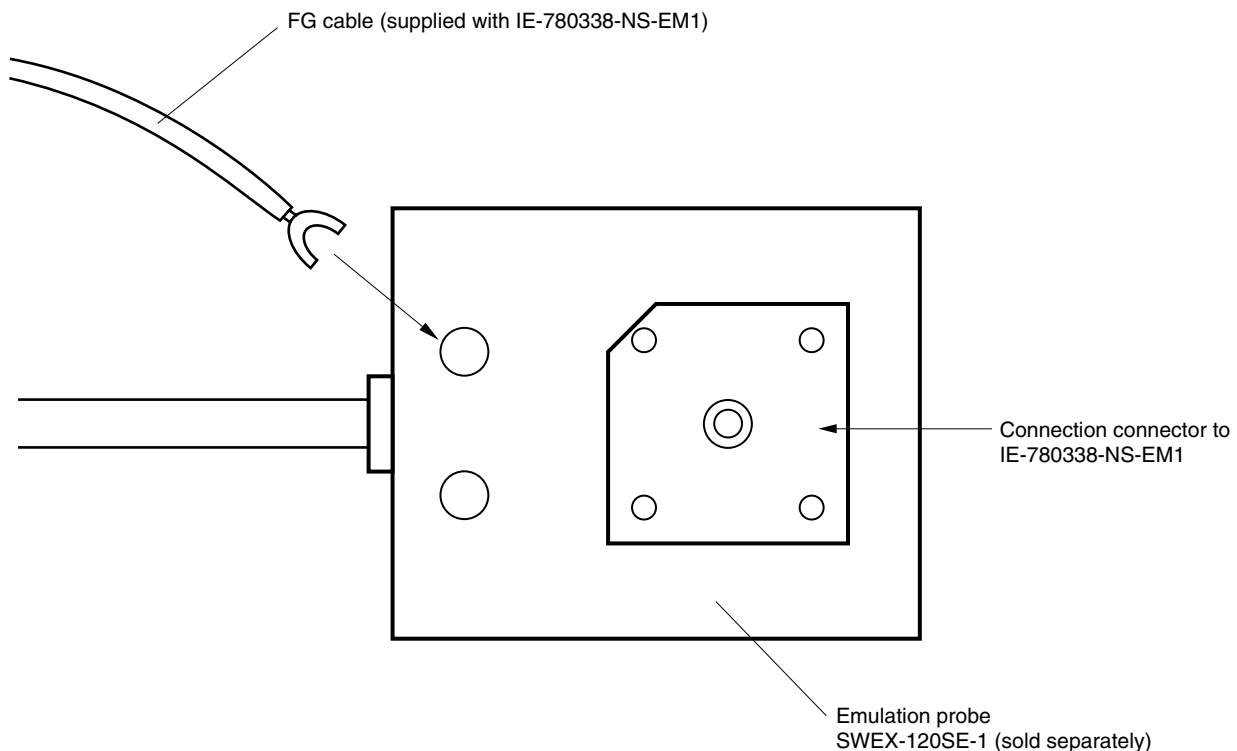 FG cable (supplied with IE-780338-NS-EM1)
Connection connector to
IE-780338-NS-EM1
Emulation probe
SWEX-120SE-1 (sold separately)